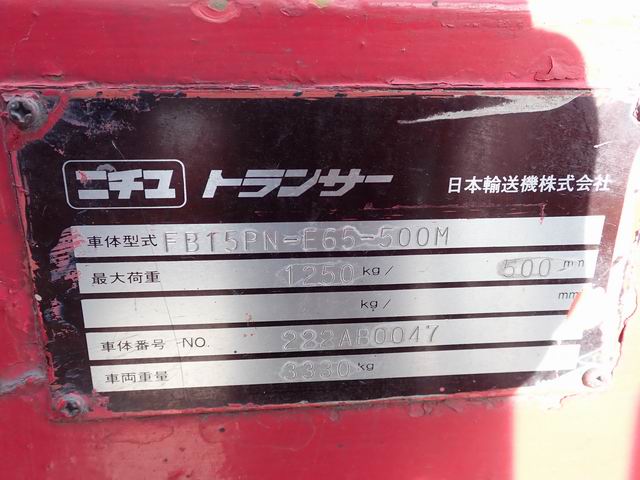 ニチユ トランサー 日本輸送機株式会社
車体型式 FB15PN-E65-500M
最大荷重 1250 kg/ 500 mm
kg/ mm
車体番号 NO. 282AB0047
車両重量 3330 kg